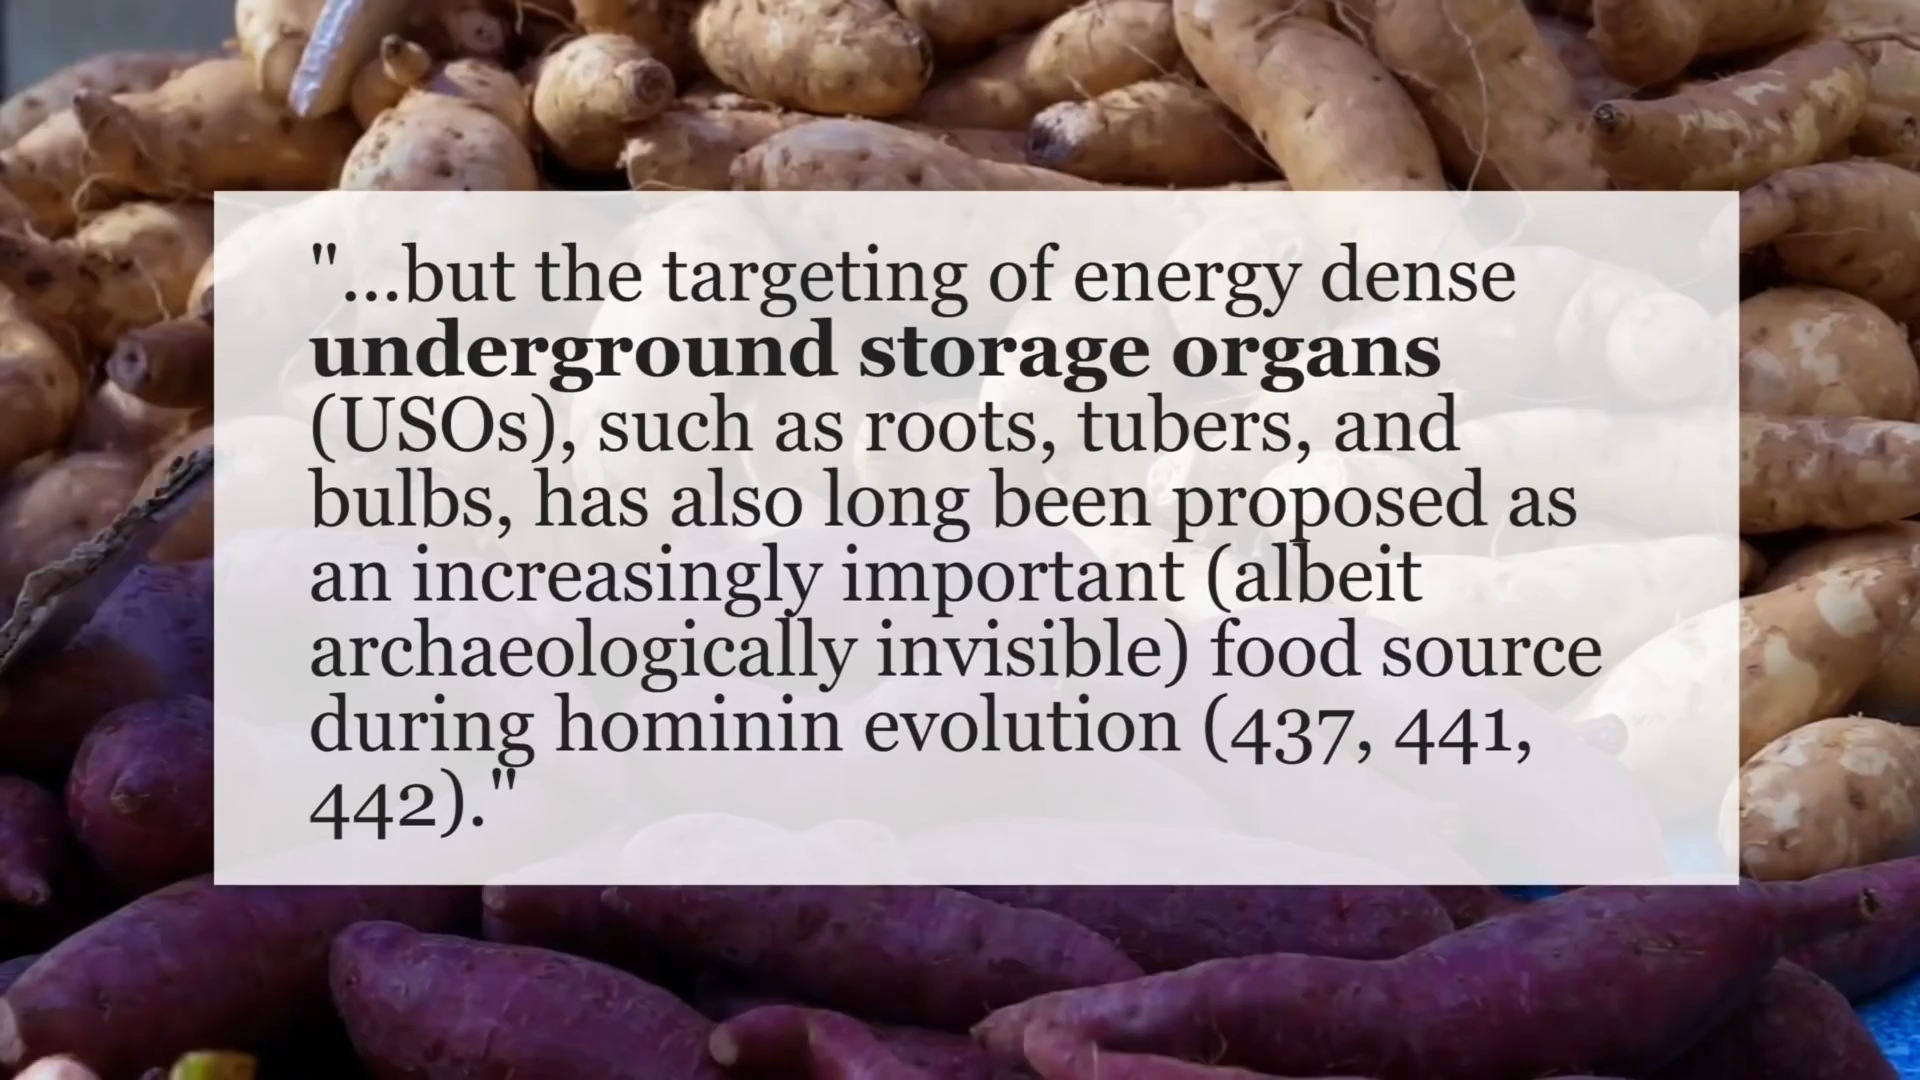 "...but the targeting of energy dense
underground storage organs
(USOs), such as roots, tubers, and
bulbs, has also long been proposed as
an increasingly important (albeit
archaeologically invisible) food source
during hominin evolution (437, 441,
442)."